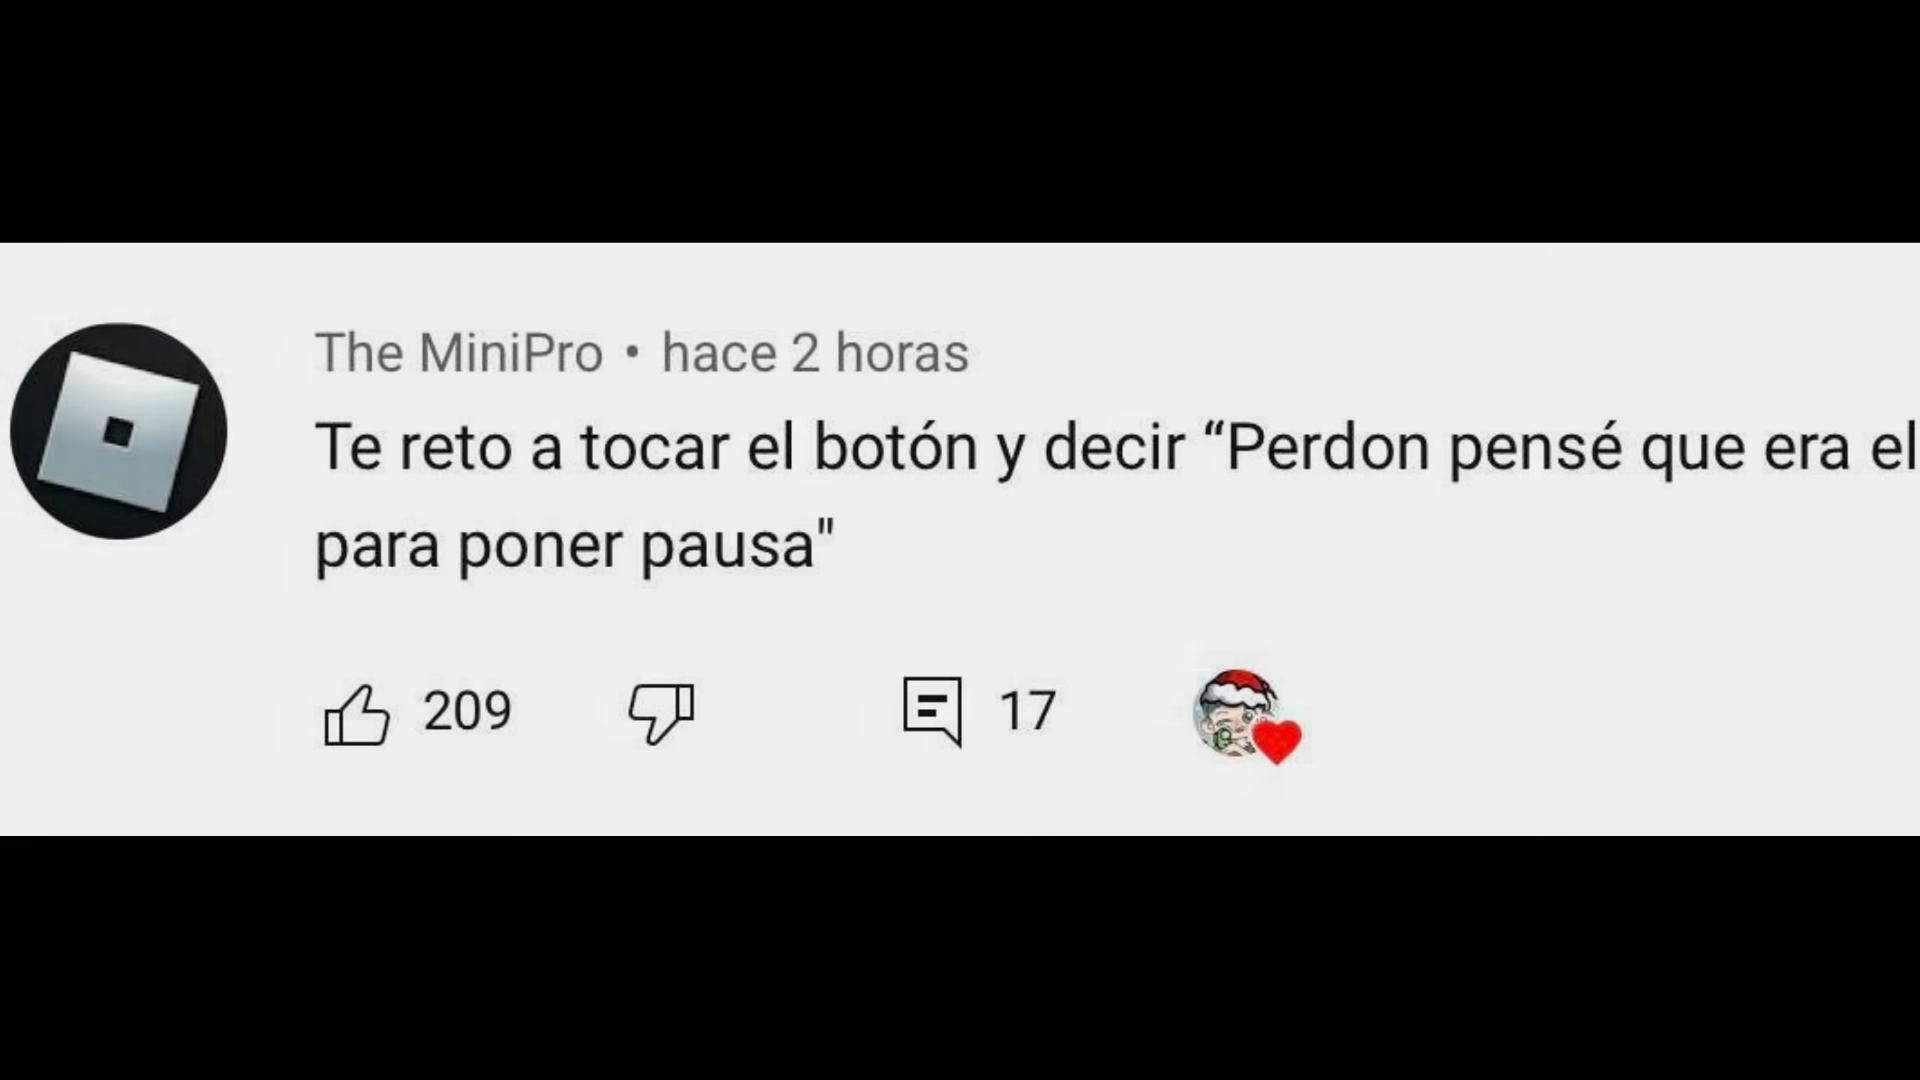 The MiniPro • hace 2 horas
Te reto a tocar el botón y decir “Perdon pensé que era el
para poner pausa"
209
17